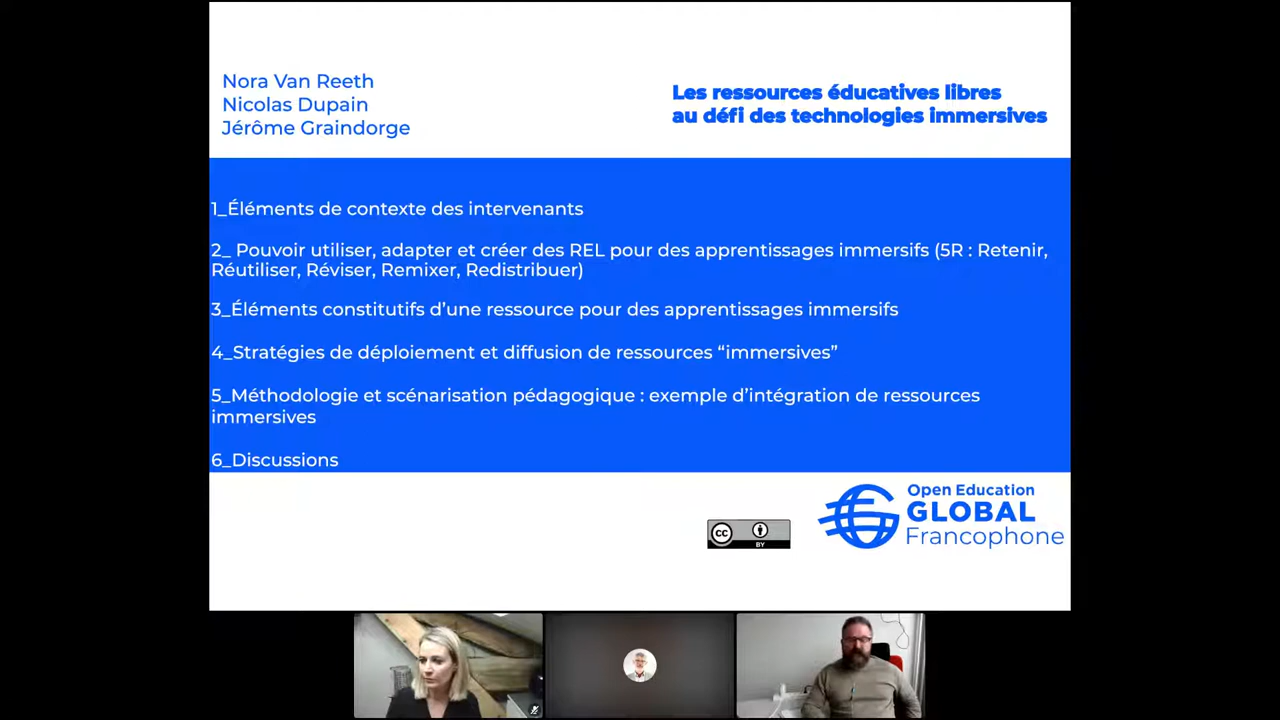 Nora Van Reeth
Nicolas Dupain
Jérôme Graindorge
Les ressources éducatives libres
au défi des technologies immersives
1_Éléments de contexte des intervenants
2_ Pouvoir utiliser, adapter et créer des REL pour des apprentissages immersifs (5R : Retenir,
Réutiliser, Réviser, Remixer, Redistribuer)
3_Éléments constitutifs d’une ressource pour des apprentissages immersifs
4_Stratégies de déploiement et diffusion de ressources “immersives”
5_Méthodologie et scénarisation pédagogique : exemple d’intégration de ressources
immersives
6_Discussions
cc
BY
Open Education
GLOBAL
Francophone